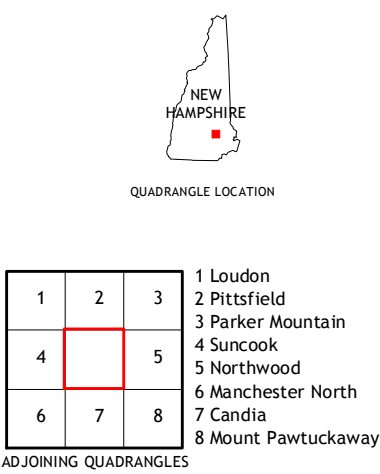 NEW
HAMPSHIRE
QUADRANGLE LOCATION
1 2 3
4 5
6 7 8
1 Loudon
2 Pittsfield
3 Parker Mountain
4 Suncook
5 Northwood
6 Manchester North
7 Candia
8 Mount Pawtuckaway
ADJOINING QUADRANGLES